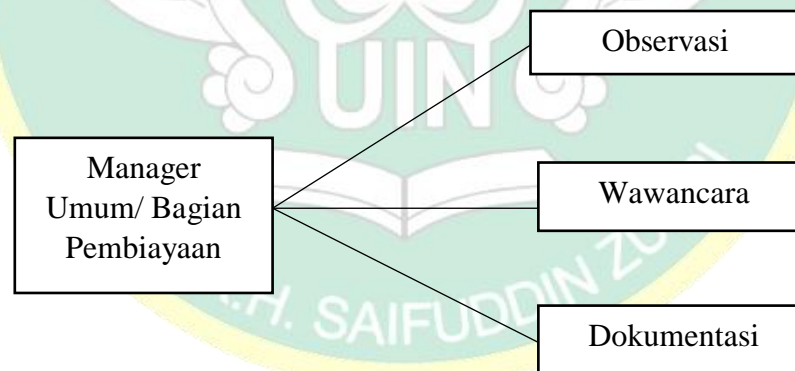 Observasi
UIN
Manager
Umum/ Bagian
Pembiayaan
Wawancara
Dokumentasi
H. SAIFUDDIN